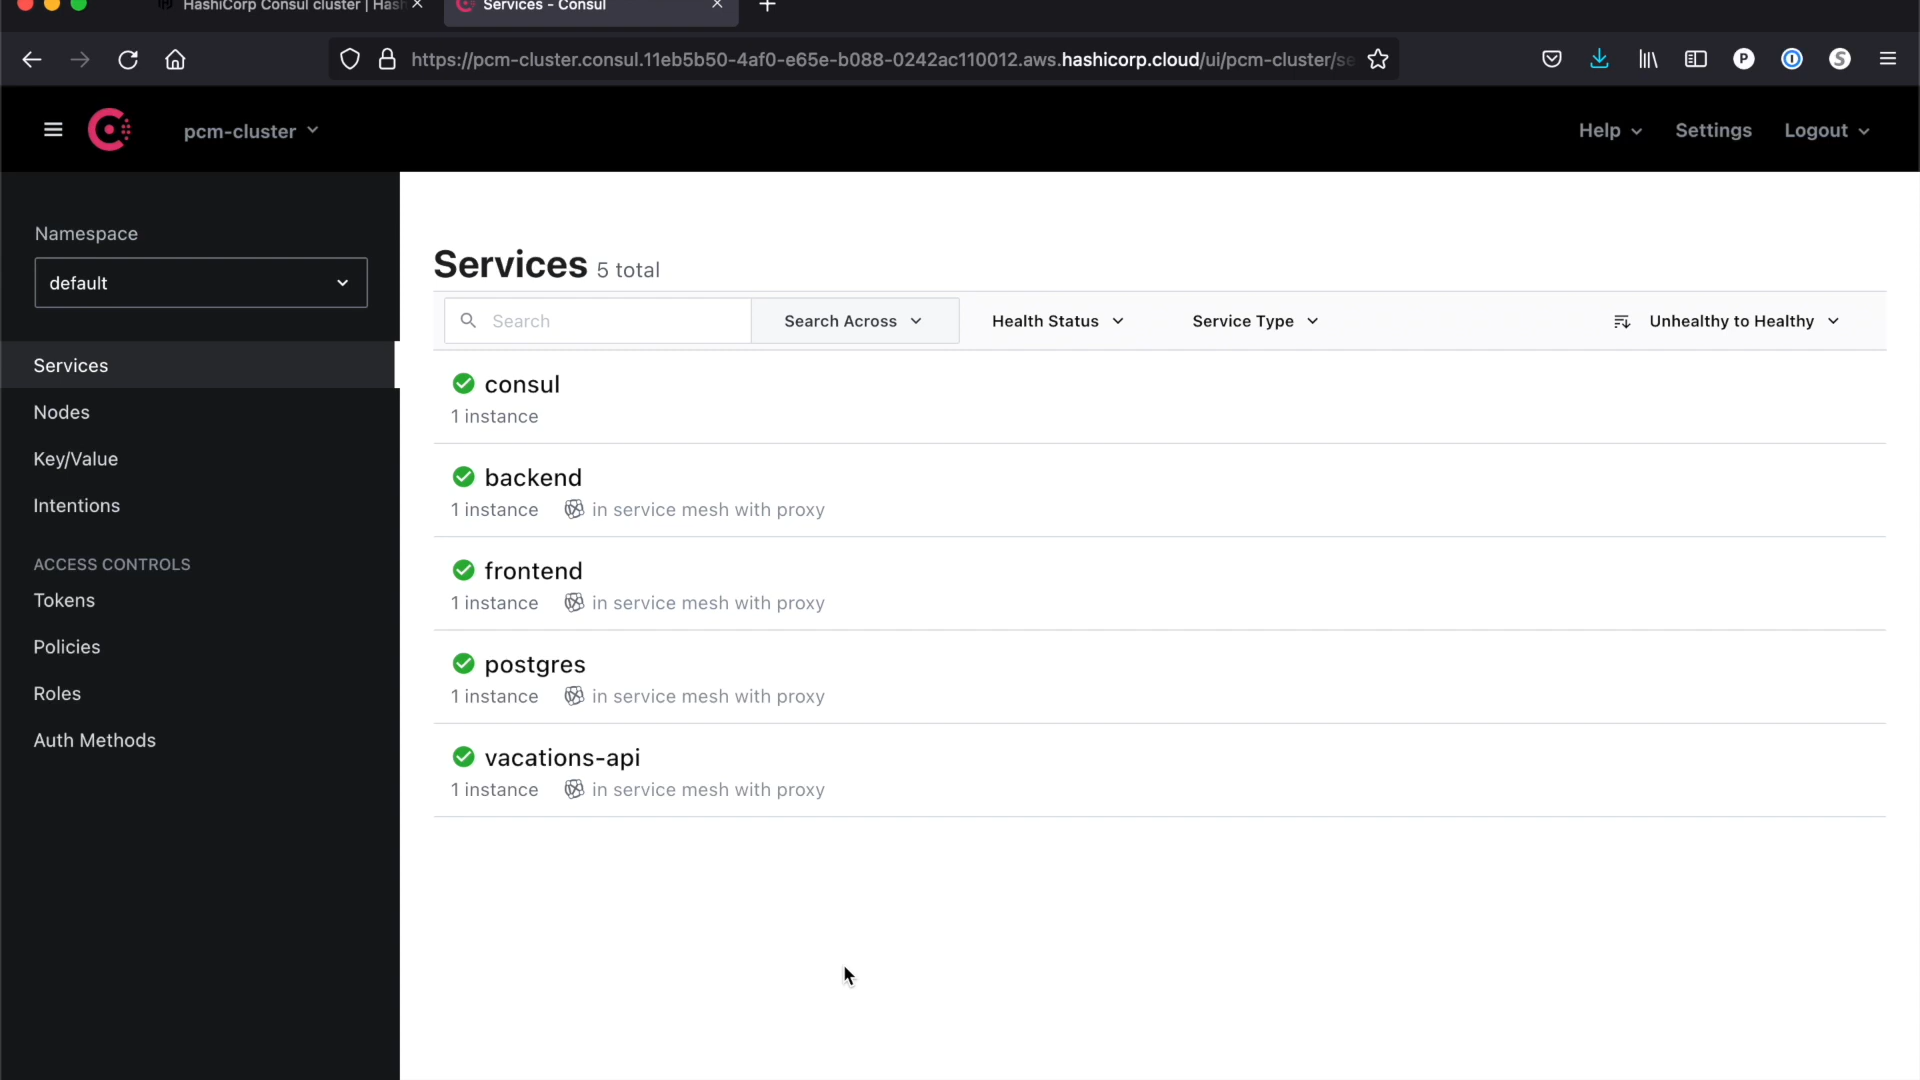 HashiCorp Consul cluster | Hash
Services - Consul
https://pcm-cluster.consul.11eb5b50-4af0-e65e-b088-0242ac110012.aws.hashicorp.cloud/ui/pcm-cluster/se
P
S
pcm-cluster
Help
Settings
Logout
Namespace
default
Services
Nodes
Key/Value
Intentions
ACCESS CONTROLS
Tokens
Policies
Roles
Auth Methods
Services 5 total
Search
Search Across
Health Status
Service Type
Unhealthy to Healthy
consul
1 instance
backend
1 instance in service mesh with proxy
frontend
1 instance in service mesh with proxy
postgres
1 instance in service mesh with proxy
vacations-api
1 instance in service mesh with proxy